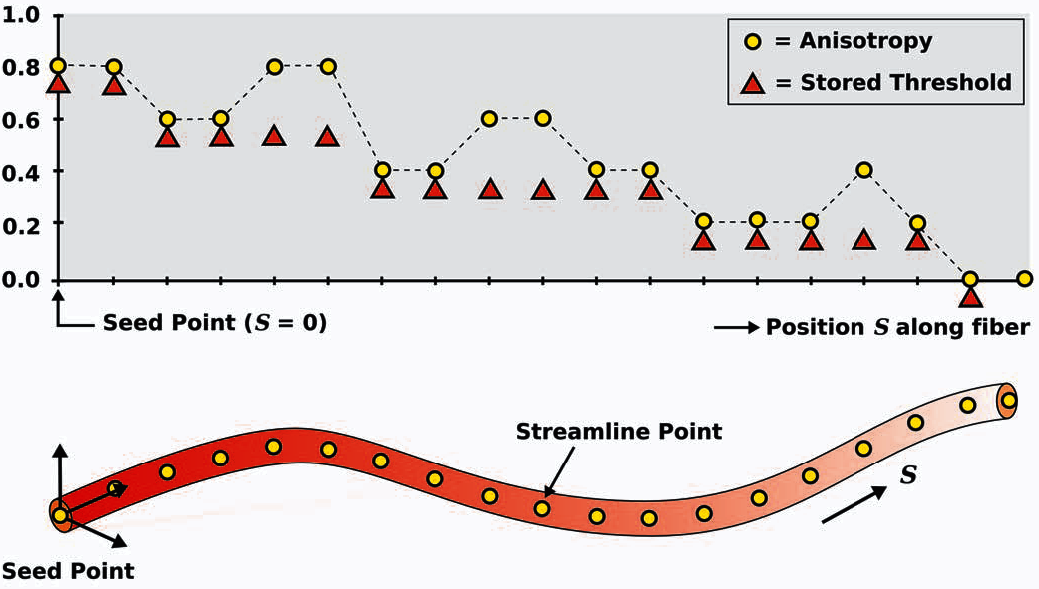 1.0
0.8
0.6
0.4
0.2
0.0
= Anisotropy
= Stored Threshold
Seed Point (S = 0)
Position S along fiber
Streamline Point
S
Seed Point